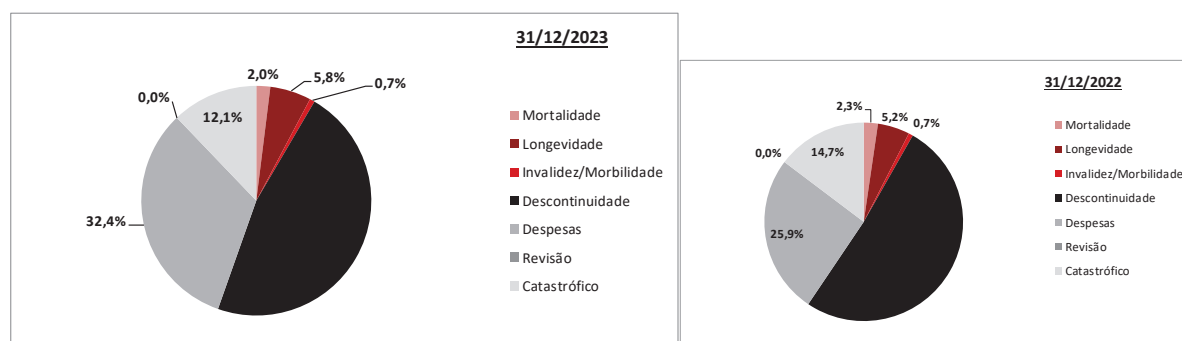 31/12/2023
2,0%
5,8%
0,7%
0,0%
12,1%
32,4%
Mortalidade
Longevidade
Invalidez/Morbilidade
Descontinuidade
Despesas
Revisão
Catastrófico
31/12/2022
2,3%
5,2%
0,7%
0,0%
14,7%
25,9%
Mortalidade
Longevidade
Invalidez/Morbilidade
Descontinuidade
Despesas
Revisão
Catastrófico